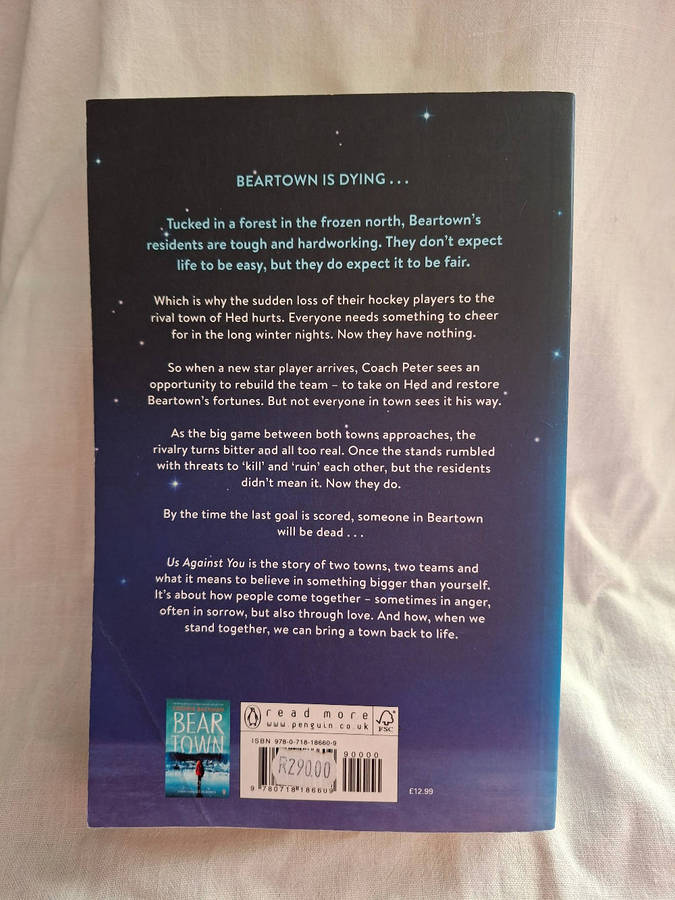 BEARTOWN IS DYING . . .
Tucked in a forest in the frozen north, Beartown's
residents are tough and hardworking. They don't expect
life to be easy, but they do expect it to be fair.
Which is why the sudden loss of their hockey players to the
rival town of Hed hurts. Everyone needs something to cheer
for in the long winter nights. Now they have nothing.
So when a new star player arrives, Coach Peter sees an
opportunity to rebuild the team – to take on Hed and restore
Beartown's fortunes. But not everyone in town sees it his way.
As the big game between both towns approaches, the
rivalry turns bitter and all too real. Once the stands rumbled
with threats to 'kill' and 'ruin' each other, but the residents
didn't mean it. Now they do.
By the time the last goal is scored, someone in Beartown
will be dead . . .
Us Against You is the story of two towns, two teams and
what it means to believe in something bigger than yourself.
It's about how people come together – sometimes in anger,
often in sorrow, but also through love. And how, when we
stand together, we can bring a town back to life.
BEAR
TOWN
read more
www.penguin.co.uk
FSC
ISBN 978-0-718-18660-9
90000
R290.00
9 780718 186609
£12.99